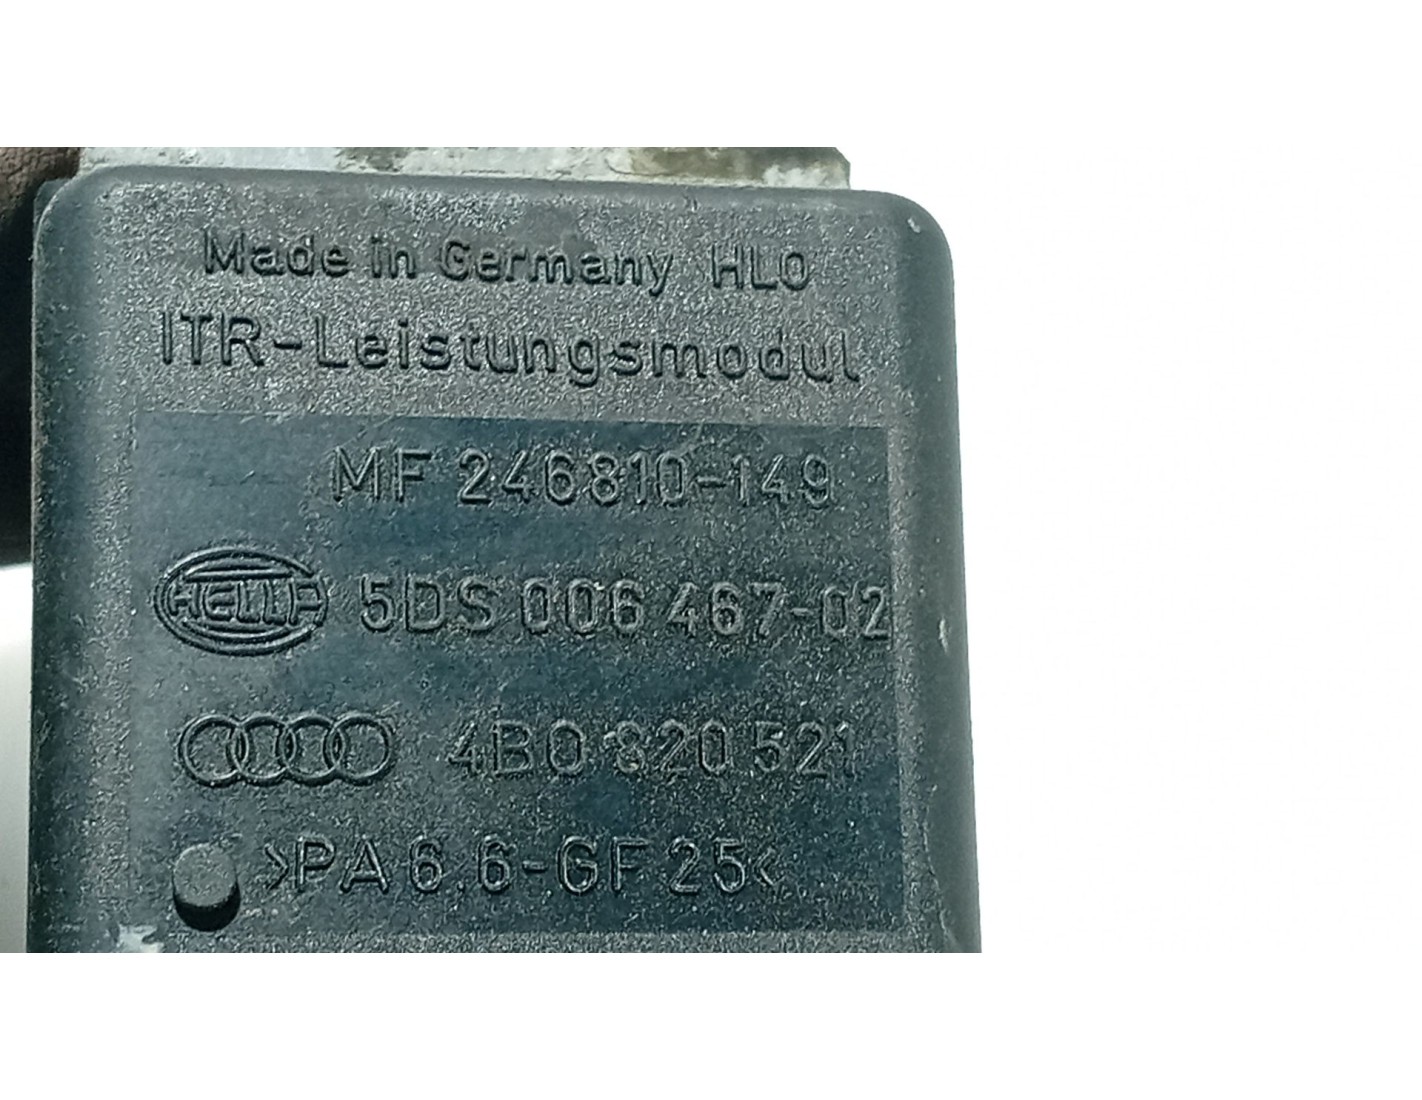 Made in Germany HLO
ITR-Leistungsmodul
MF 246810-149
HELLA 5DS 006 467-02
4B0 820 521
>PA 6.6-GF 25<